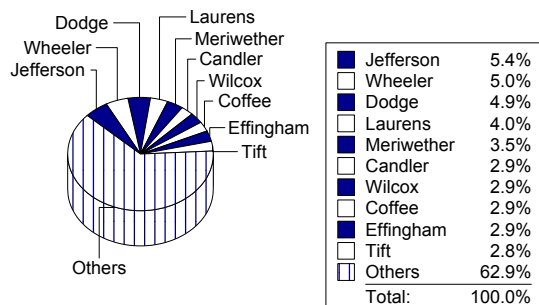 Dodge
Laurens
Wheeler
Meriwether
Jefferson
Candler
Wilcox
Coffee
Effingham
Tift
Others
Jefferson 5.4%
Wheeler 5.0%
Dodge 4.9%
Laurens 4.0%
Meriwether 3.5%
Candler 2.9%
Wilcox 2.9%
Coffee 2.9%
Effingham 2.9%
Tift 2.8%
Others 62.9%
Total: 100.0%